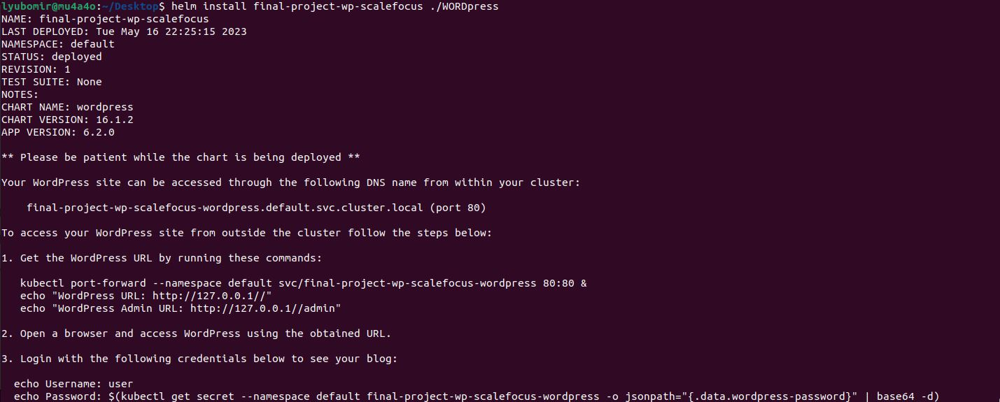 lyubomir@mu4a4o:~/Desktop$ helm install final-project-wp-scalefocus ./WORDpress
NAME: final-project-wp-scalefocus
LAST DEPLOYED: Tue May 16 22:25:15 2023
NAMESPACE: default
STATUS: deployed
REVISION: 1
TEST SUITE: None
NOTES:
CHART NAME: wordpress
CHART VERSION: 16.1.2
APP VERSION: 6.2.0
** Please be patient while the chart is being deployed **
Your WordPress site can be accessed through the following DNS name from within your cluster:
final-project-wp-scalefocus-wordpress.default.svc.cluster.local (port 80)
To access your WordPress site from outside the cluster follow the steps below:
1. Get the WordPress URL by running these commands:
kubectl port-forward --namespace default svc/final-project-wp-scalefocus-wordpress 80:80 &
echo "WordPress URL: http://127.0.0.1//"
echo "WordPress Admin URL: http://127.0.0.1//admin"
2. Open a browser and access WordPress using the obtained URL.
3. Login with the following credentials below to see your blog:
echo Username: user
echo Password: $(kubectl get secret --namespace default final-project-wp-scalefocus-wordpress -o jsonpath="{.data.wordpress-password}" | base64 -d)